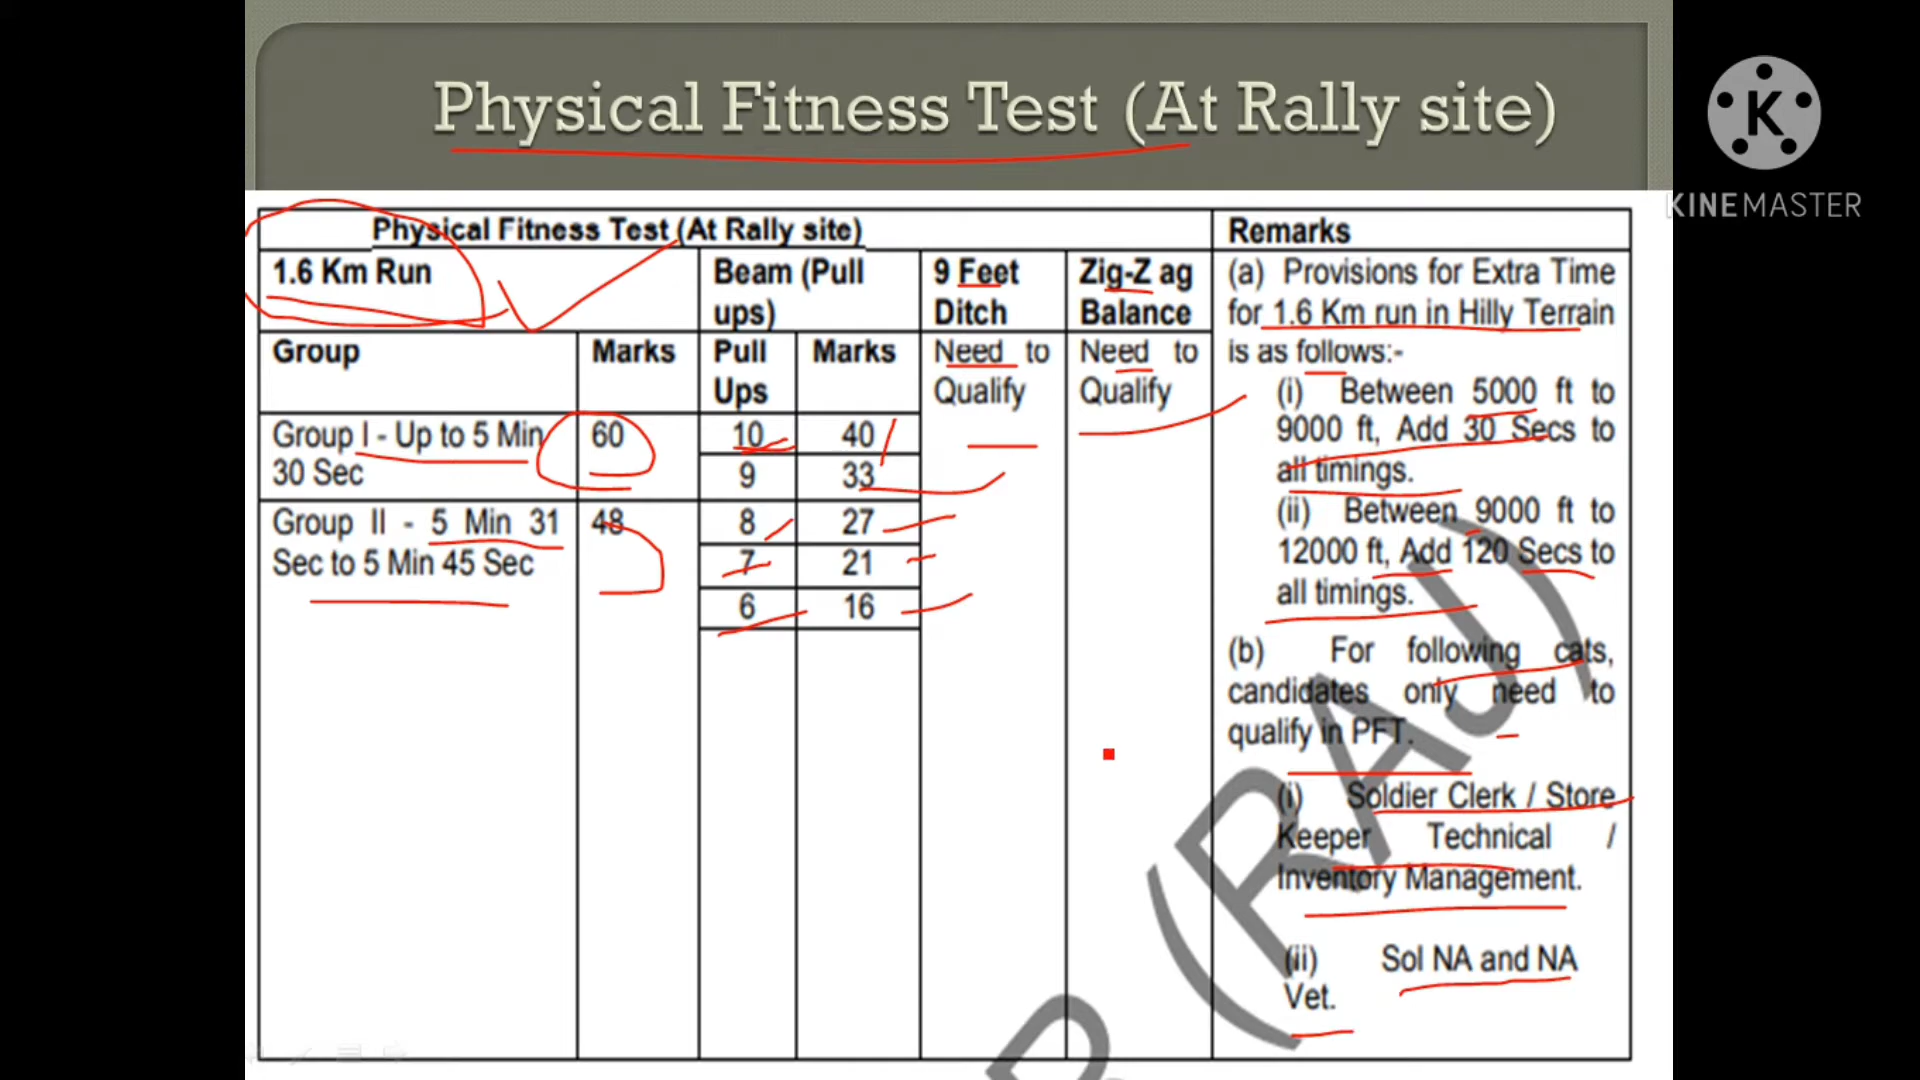 Physical Fitness Test (At Rally site)
K
KINEMASTER
Physical Fitness Test (At Rally site)
Remarks
1.6 Km Run
Beam (Pull
ups)
9 Feet
Ditch
Zig-Z ag
Balance
Group
Marks
Pull
Ups
Marks
Need to
Qualify
Need to
Qualify
Group I - Up to 5 Min
30 Sec
60
10
40
9
33
Group II - 5 Min 31
Sec to 5 Min 45 Sec
48
8
27
7
21
6
16
(a) Provisions for Extra Time
for 1.6 Km run in Hilly Terrain
is as follows:-
(i) Between 5000 ft to
9000 ft, Add 30 Secs to
all timings.
(ii) Between 9000 ft to
12000 ft, Add 120 Secs to
all timings.
(b) For following cats,
candidates only need to
qualify in PFT.
(i) Soldier Clerk / Store
Keeper Technical /
Inventory Management.
(ii) Sol NA and NA
Vet.
(RAJ)